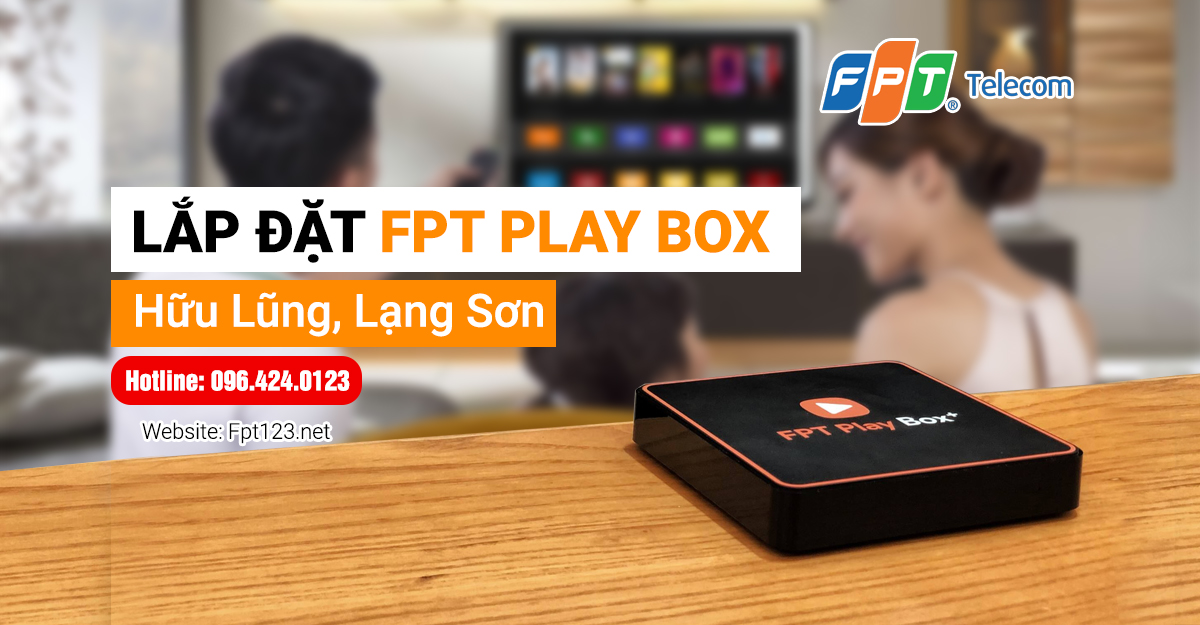 FPT® Telecom
LẮP ĐẶT FPT PLAY BOX
Hữu Lũng, Lạng Sơn
Hotline: 096.424.0123
Website: Fpt123.net
FPT Play Box+